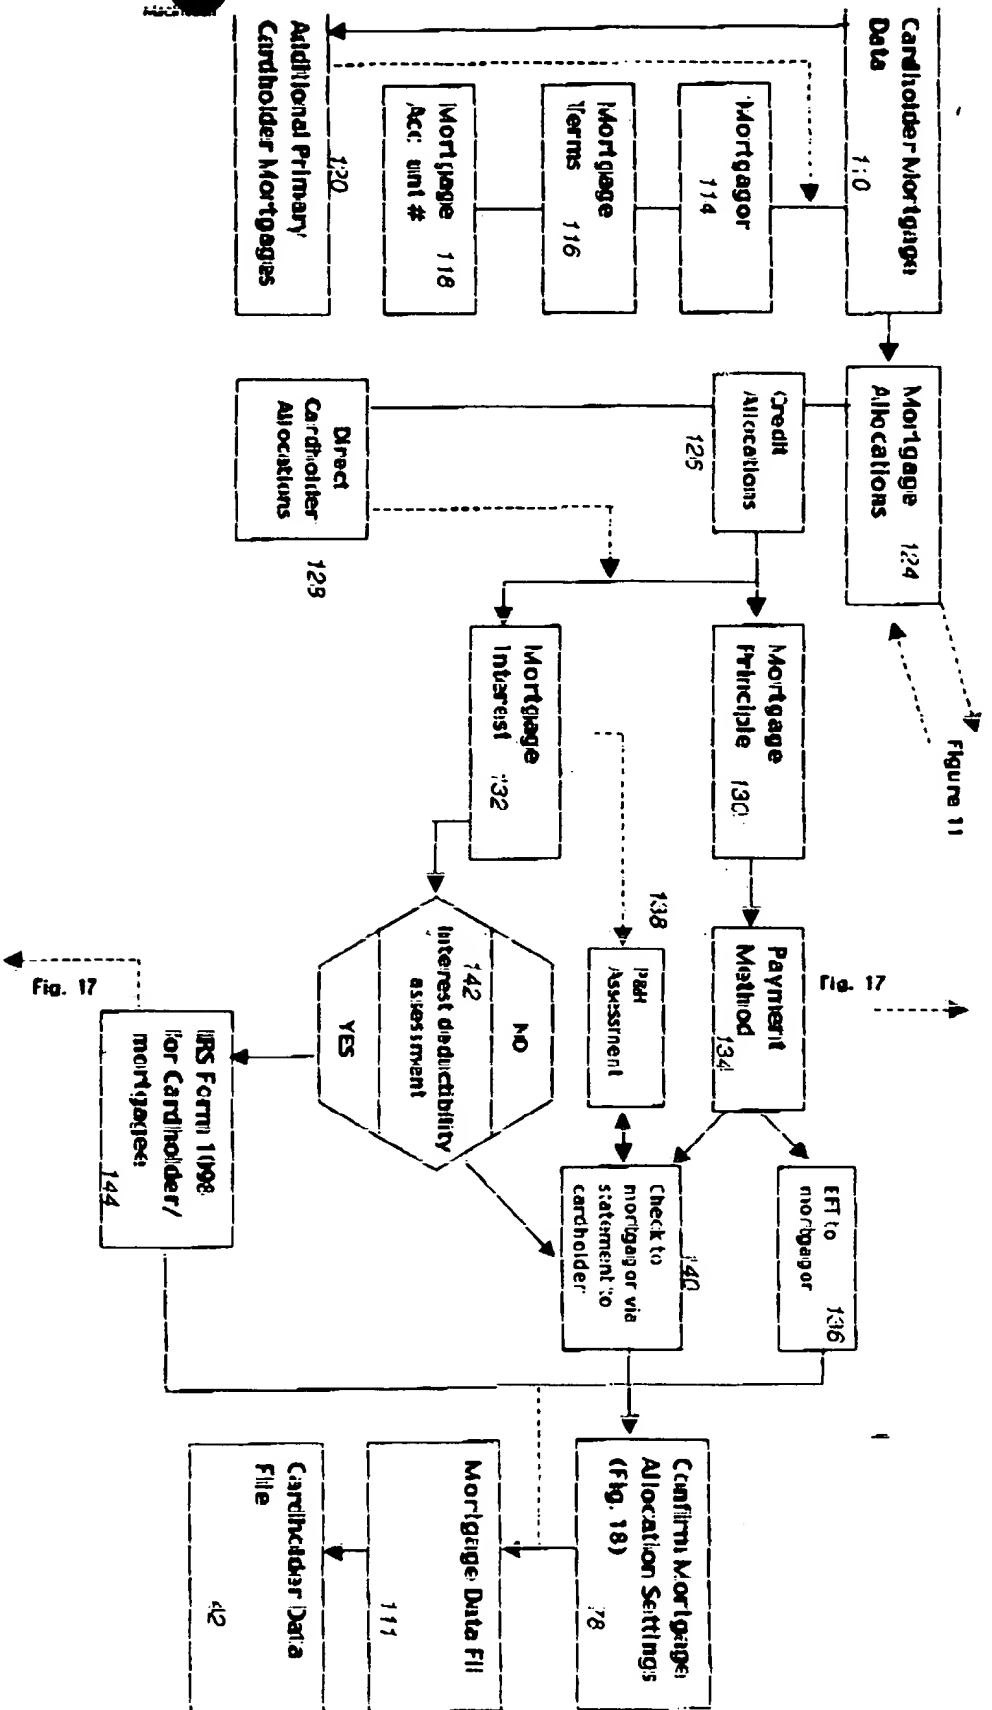 Cardholder Mortgage
Data
110
Mortgagor
114
Mortgage
Terms
116
Mortgage
Acc unt #
118
120
Additional Primary
Cardholder Mortgages
Mortgage
Allocations
124
Figure 11
Credit
Allocations
126
Direct
Cardholder
Allocations
128
Mortgage
Principle
130
Mortgage
Interest
132
Payment
Method
134
Fig. 17
138
P&H
Assessment
NO
142
Interest deductibility
assessment
YES
IRS Form 1098
for Cardholder/
mortgagee
144
Fig. 17
EFT to
mortgagor
136
140
Check to
mortgagor via
statement to
cardholder
Confirm Mortgage
Allocation Settings
(Fig. 18)
78
Mortgage Data Fil
111
Cardholder Data
File
42